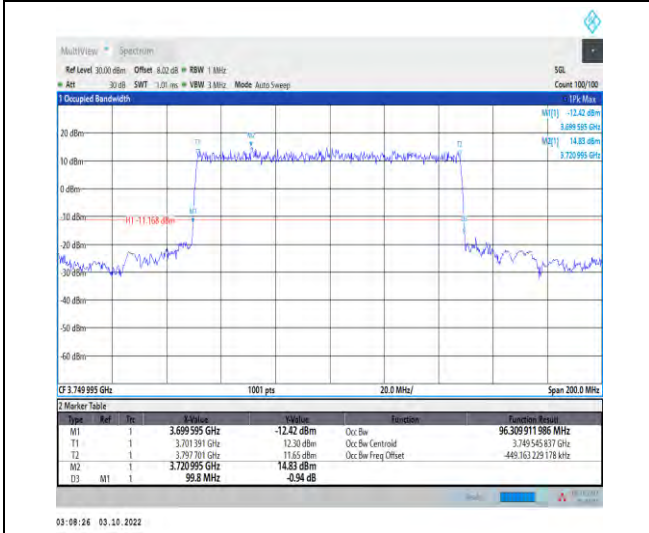 MultiView Spectrum
Ref Level 30.00 dBm Offset 8.02 dB RBW 1 MHz SGL
Att 30 dB SWT 1.01 ms VBW 3 MHz Mode Auto Sweep Count 100/100
1 Occupied Bandwidth 1Pk Max
M1[1] -12.42 dBm
3.699 595 GHz
20 dBm M2[1] 14.83 dBm
3.720 995 GHz
T1 M2 T2
10 dBm
0 dBm
-10 dBm M1
H1 -11.168 dBm
-20 dBm
-30 dBm
-40 dBm
-50 dBm
-60 dBm
CF 3.749 995 GHz 1001 pts 20.0 MHz/ Span 200.0 MHz
2 Marker Table
Type Ref Trc X-Value Y-Value Function Function Result
M1 1 3.699 595 GHz -12.42 dBm Occ Bw 96.309 911 986 MHz
T1 1 3.701 391 GHz 12.30 dBm Occ Bw Centroid 3.749 545 837 GHz
T2 1 3.797 701 GHz 11.65 dBm Occ Bw Freq Offset -449.163 229 178 kHz
M2 1 3.720 995 GHz 14.83 dBm
D3 M1 1 99.8 MHz -0.94 dB
03:08:26 03.10.2022